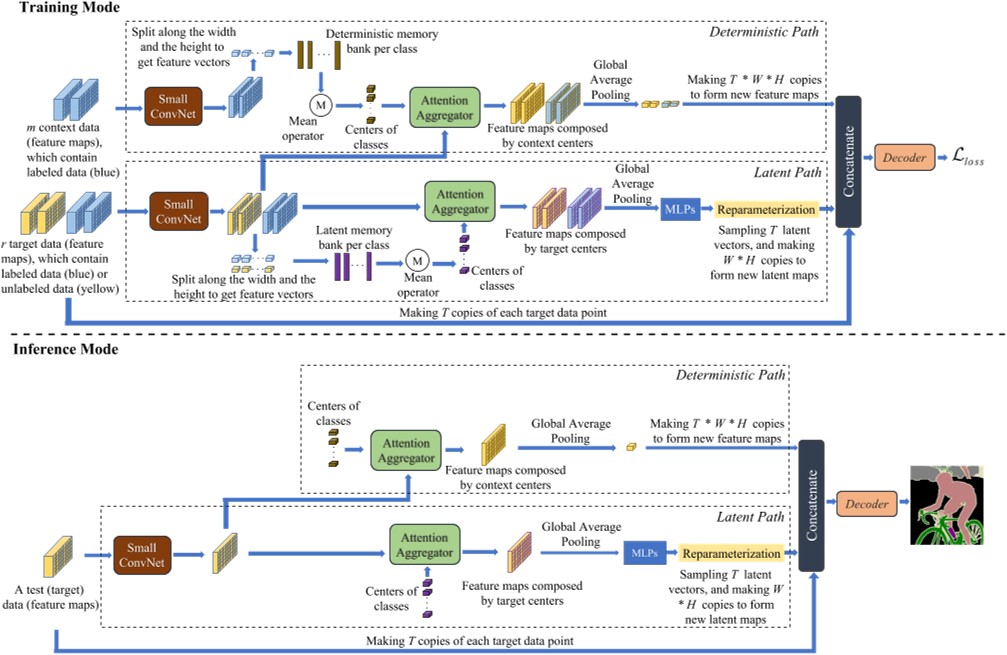 Training Mode
Deterministic Path
Split along the width
and the height to
get feature vectors
Deterministic memory
bank per class
Small
ConvNet
M
Mean
operator
Centers of
classes
Attention
Aggregator
Feature maps composed
by context centers
Global
Average
Pooling
Making T * W * H copies
to form new feature maps
m context data
(feature maps),
which contain
labeled data (blue)
Concatenate
Decoder
ℒloss
Latent Path
Small
ConvNet
Attention
Aggregator
Feature maps composed
by target centers
Global
Average
Pooling
MLPs
Reparameterization
Sampling T latent
vectors, and making
W * H copies to
form new latent maps
r target data (feature
maps), which contain
labeled data (blue) or
unlabeled data (yellow)
Split along the width and the
height to get feature vectors
Latent memory
bank per class
M
Mean
operator
Centers of
classes
Making T copies of each target data point
Inference Mode
Deterministic Path
Centers of
classes
Attention
Aggregator
Feature maps composed
by context centers
Global Average
Pooling
Making T * W * H copies
to form new feature maps
Concatenate
Decoder
Latent Path
A test (target)
data (feature maps)
Small
ConvNet
Attention
Aggregator
Centers of
classes
Feature maps composed
by target centers
Global Average
Pooling
MLPs
Reparameterization
Sampling T latent
vectors, and making W
* H copies to form
new latent maps
Making T copies of each target data point